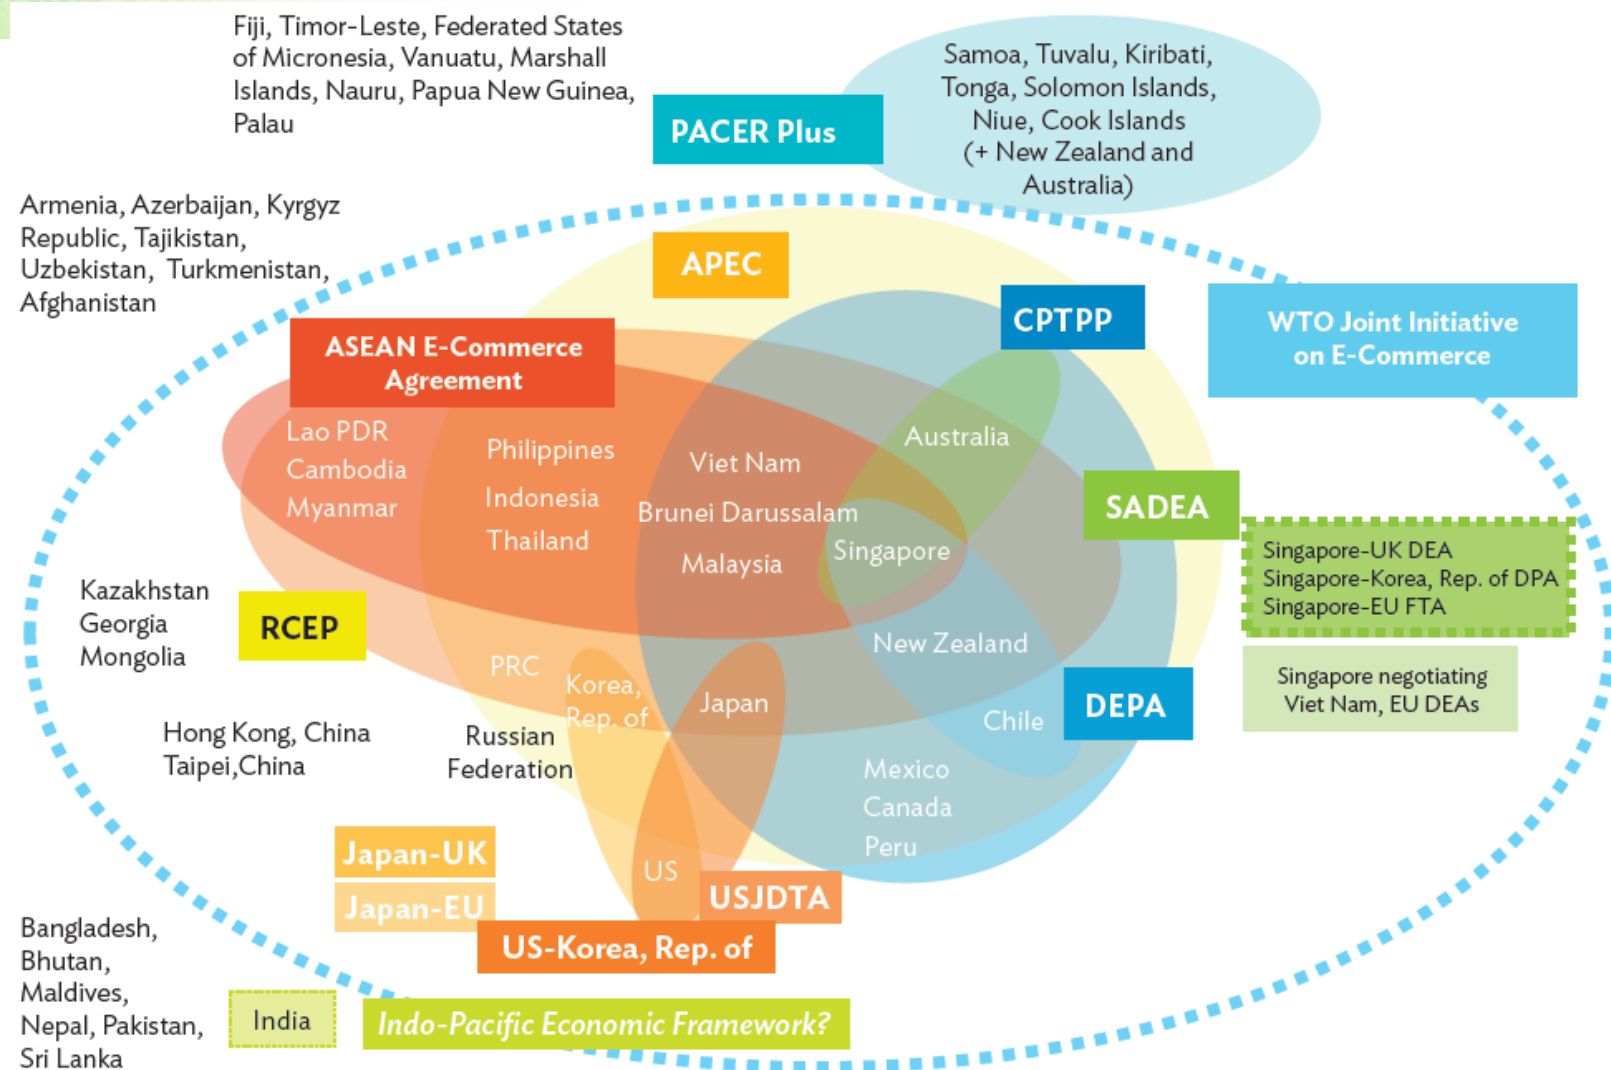 Fiji, Timor-Leste, Federated States
of Micronesia, Vanuatu, Marshall
Islands, Nauru, Papua New Guinea,
Palau
PACER Plus
Samoa, Tuvalu, Kiribati,
Tonga, Solomon Islands,
Niue, Cook Islands
(+ New Zealand and
Australia)
Armenia, Azerbaijan, Kyrgyz
Republic, Tajikistan,
Uzbekistan, Turkmenistan,
Afghanistan
APEC
CPTPP
WTO Joint Initiative
on E-Commerce
ASEAN E-Commerce
Agreement
Lao PDR
Cambodia
Myanmar
Philippines
Indonesia
Thailand
Viet Nam
Brunei Darussalam
Malaysia
Singapore
Australia
SADEA
Singapore-UK DEA
Singapore-Korea, Rep. of DPA
Singapore-EU FTA
Singapore negotiating
Viet Nam, EU DEAs
Kazakhstan
Georgia
Mongolia
RCEP
PRC
Korea,
Rep. of
Japan
New Zealand
Chile
DEPA
Hong Kong, China
Taipei,China
Russian
Federation
Mexico
Canada
Peru
Japan-UK
Japan-EU
US
USJDTA
US-Korea, Rep. of
Bangladesh,
Bhutan,
Maldives,
Nepal, Pakistan,
Sri Lanka
India
Indo-Pacific Economic Framework?